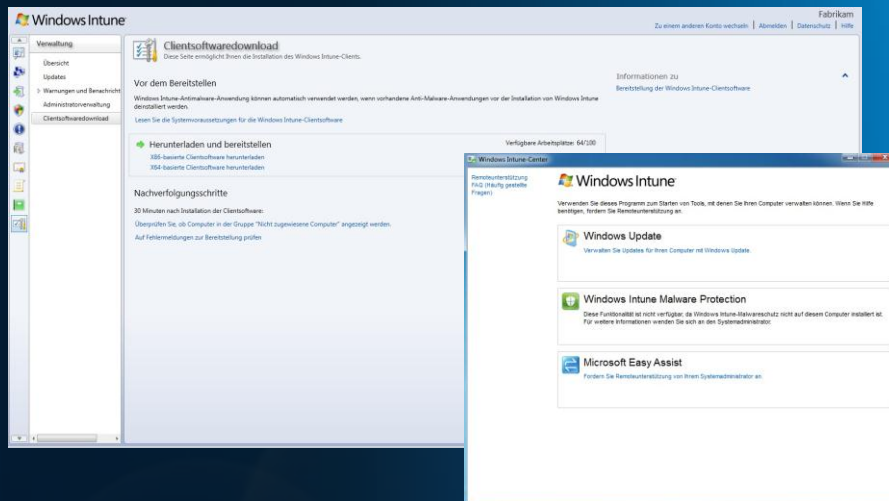 Windows Intune
Fabrikam
Zu einem anderen Konto wechseln | Abmelden | Datenschutz | Hilfe
Verwaltung
Übersicht
Updates
Warnungen und Benachricht
Administratorverwaltung
Clientsoftwaredownload
Clientsoftwaredownload
Diese Seite ermöglicht Ihnen die Installation des Windows Intune-Clients.
Vor dem Bereitstellen
Windows Intune-Antimalware-Anwendung können automatisch verwendet werden, wenn vorhandene Anti-Malware-Anwendungen vor der Installation von Windows Intune
deinstalliert werden.
Lesen Sie die Systemvoraussetzungen für die Windows Intune-Clientsoftware
Informationen zu
Bereitstellung der Windows Intune-Clientsoftware
Herunterladen und bereitstellen
Verfügbare Arbeitsplätze: 64/100
X86-basierte Clientsoftware herunterladen
X64-basierte Clientsoftware herunterladen
Nachverfolgungsschritte
30 Minuten nach Installation der Clientsoftware:
Überprüfen Sie, ob Computer in der Gruppe "Nicht zugewiesene Computer" angezeigt werden.
Auf Fehlermeldungen zur Bereitstellung prüfen
Windows Intune-Center
Remoteunterstützung
FAQ (Häufig gestellte
Fragen)
Windows Intune
Verwenden Sie dieses Programm zum Starten von Tools, mit denen Sie Ihren Computer verwalten können. Wenn Sie Hilfe
benötigen, fordern Sie Remoteunterstützung an.
Windows Update
Verwalten Sie Updates für Ihren Computer mit Windows Update.
Windows Intune Malware Protection
Diese Funktionalität ist nicht verfügbar, da Windows Intune-Malwareschutz nicht auf diesem Computer installiert ist.
Für weitere Informationen wenden Sie sich an den Systemadministrator.
Microsoft Easy Assist
Fordern Sie Remoteunterstützung von Ihrem Systemadministrator an.